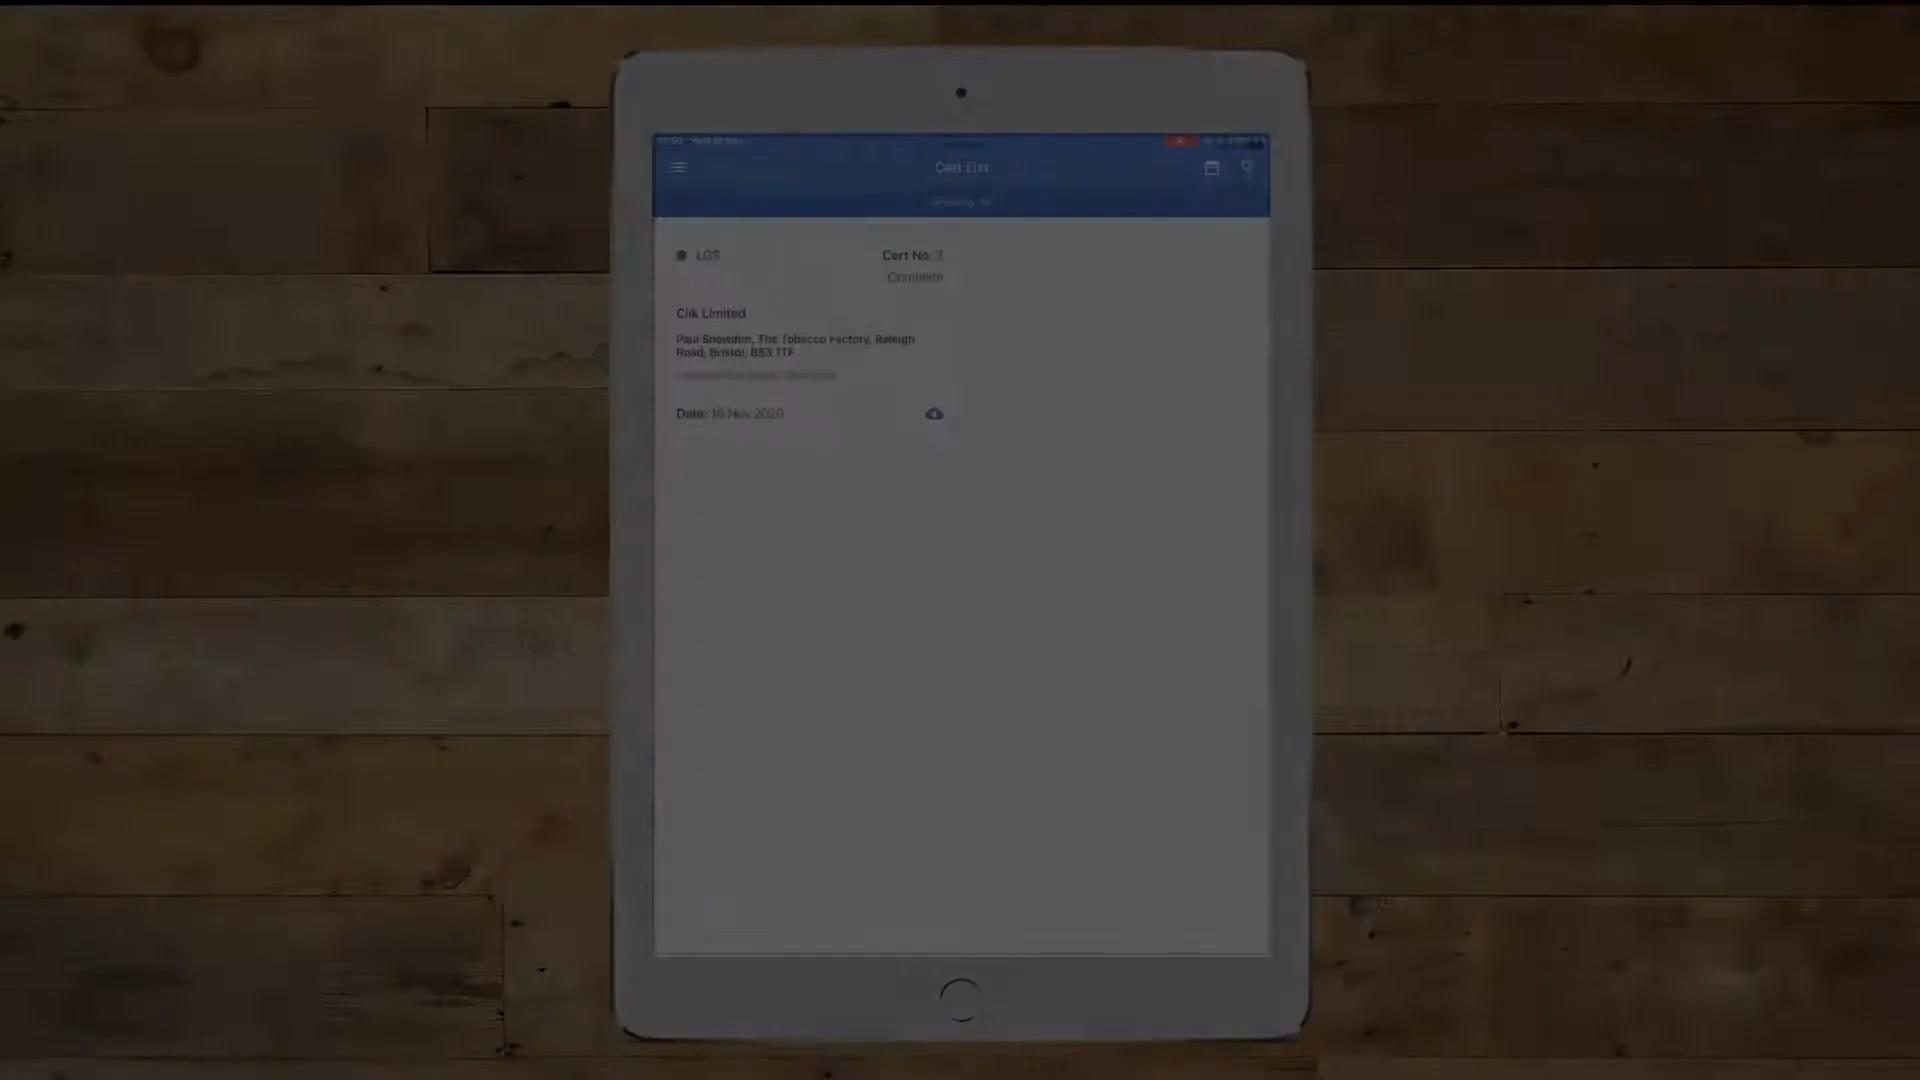 Cert List
LGS
Cert No: 3
Complete
Clik Limited
Paul Snowden, The Tobacco Factory, Raleigh
Road, Bristol, BS3 1TF
Date: 16 Nov 2020